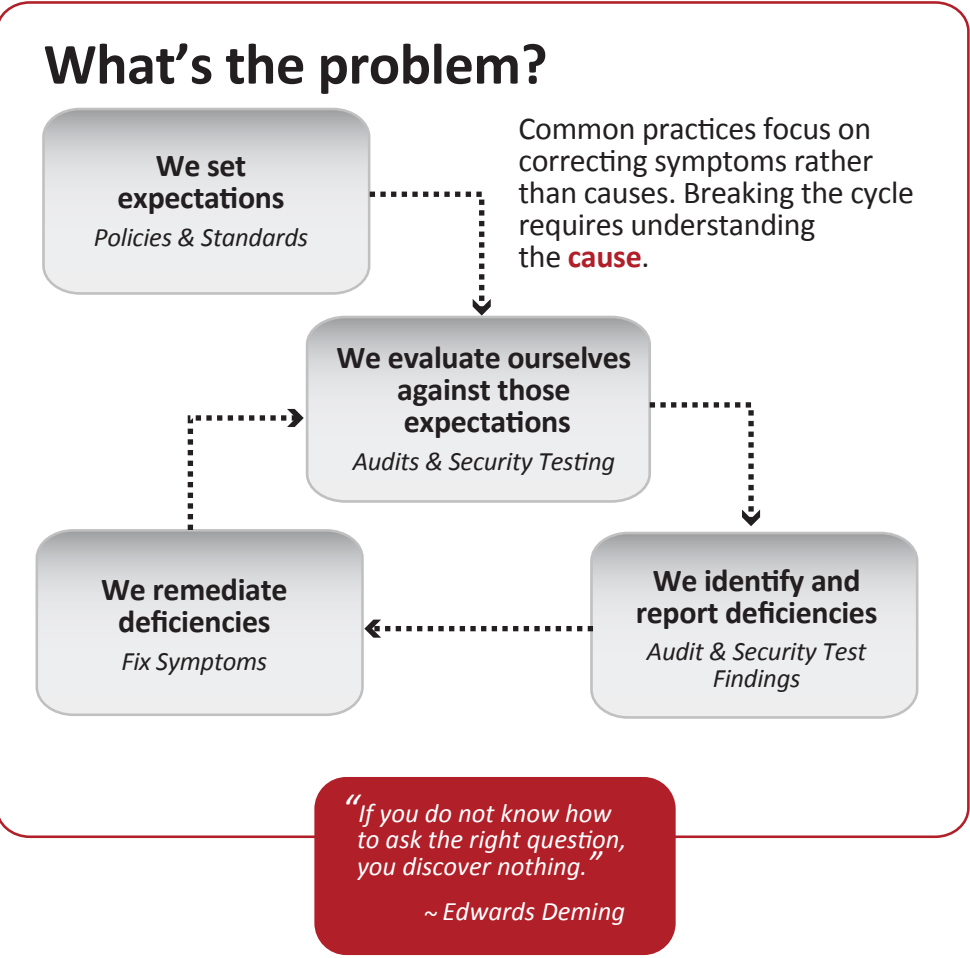 What’s the problem?
We set
expectations
Policies & Standards
Common practices focus on
correcting symptoms rather
than causes. Breaking the cycle
requires understanding
the cause.
We evaluate ourselves
against those
expectations
Audits & Security Testing
We remediate
deficiencies
Fix Symptoms
We identify and
report deficiencies
Audit & Security Test
Findings
“If you do not know how
to ask the right question,
you discover nothing.”
~ Edwards Deming